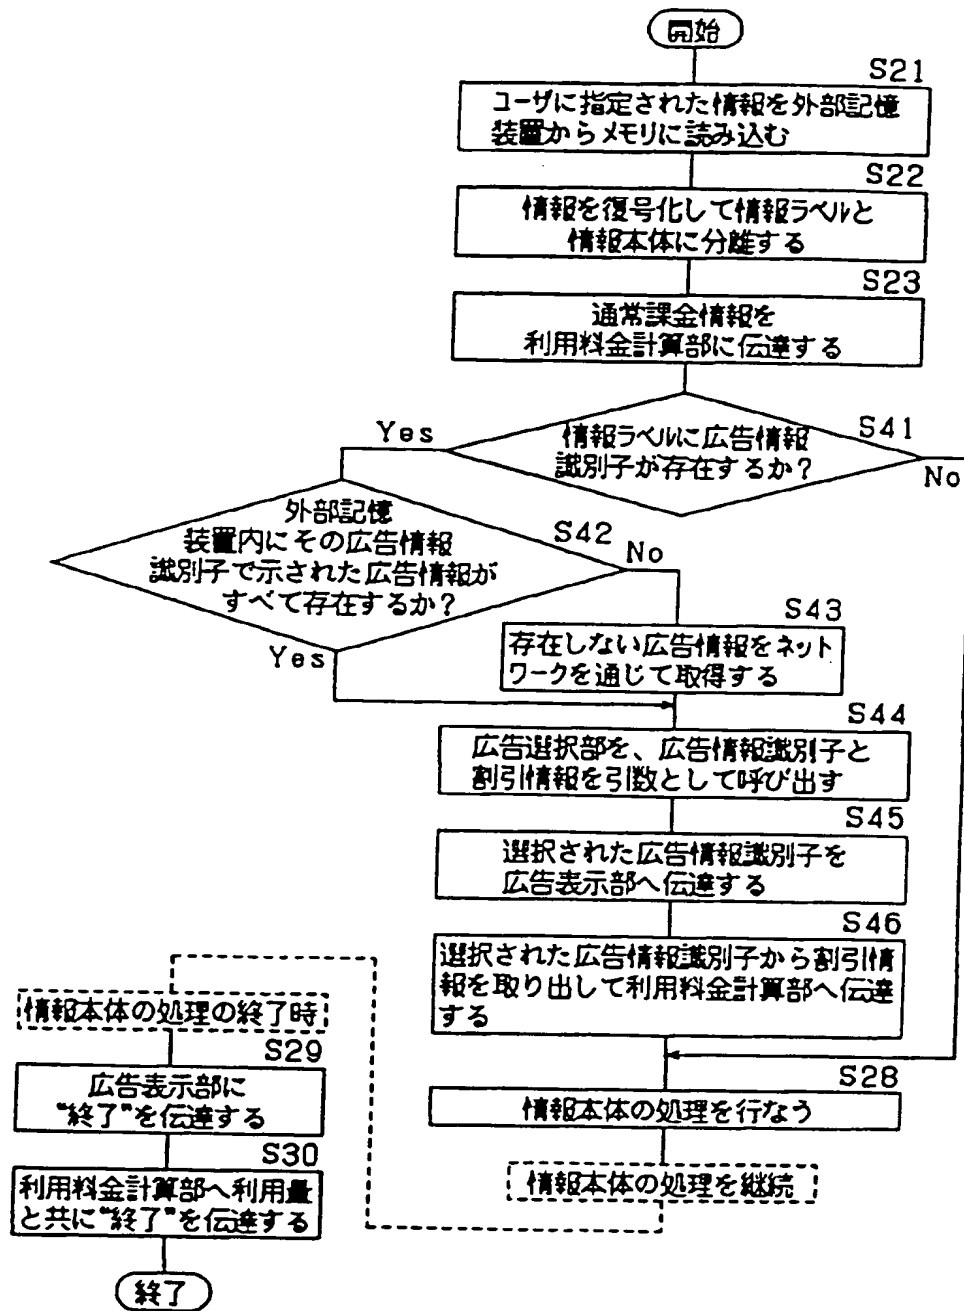 開始
S21
ユーザに指定された情報を外部記憶
装置からメモリに読み込む
S22
情報を復号化して情報ラベルと
情報本体に分離する
S23
通常課金情報を
利用料金計算部に伝達する
S41
情報ラベルに広告情報
識別子が存在するか?
Yes
No
S42
外部記憶
装置内にその広告情報
識別子で示された広告情報が
すべて存在するか?
No
Yes
S43
存在しない広告情報をネット
ワークを通じて取得する
S44
広告選択部を、広告情報識別子と
割引情報を引数として呼び出す
S45
選択された広告情報識別子を
広告表示部へ伝達する
S46
選択された広告情報識別子から割引情
報を取り出して利用料金計算部へ伝達
する
S28
情報本体の処理を行なう
情報本体の処理を継続
情報本体の処理の終了時
S29
広告表示部に
“終了”を伝達する
S30
利用料金計算部へ利用量
と共に“終了”を伝達する
終了